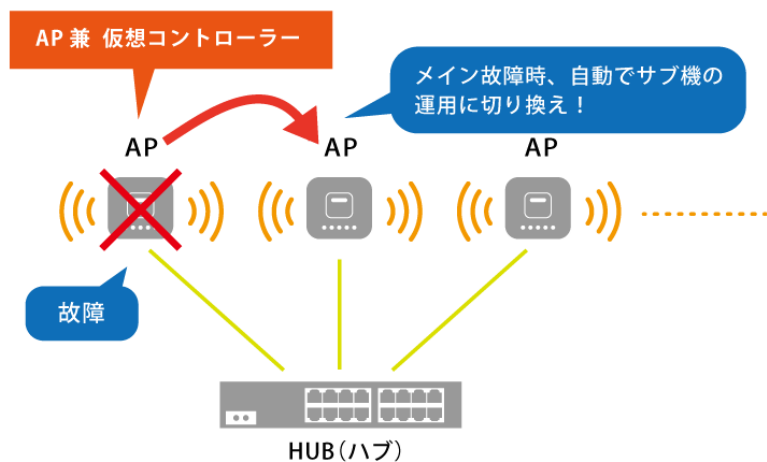 AP 兼 仮想コントローラー
メイン故障時、自動でサブ機の
運用に切り換え！
AP
AP
AP
故障
HUB（ハブ）